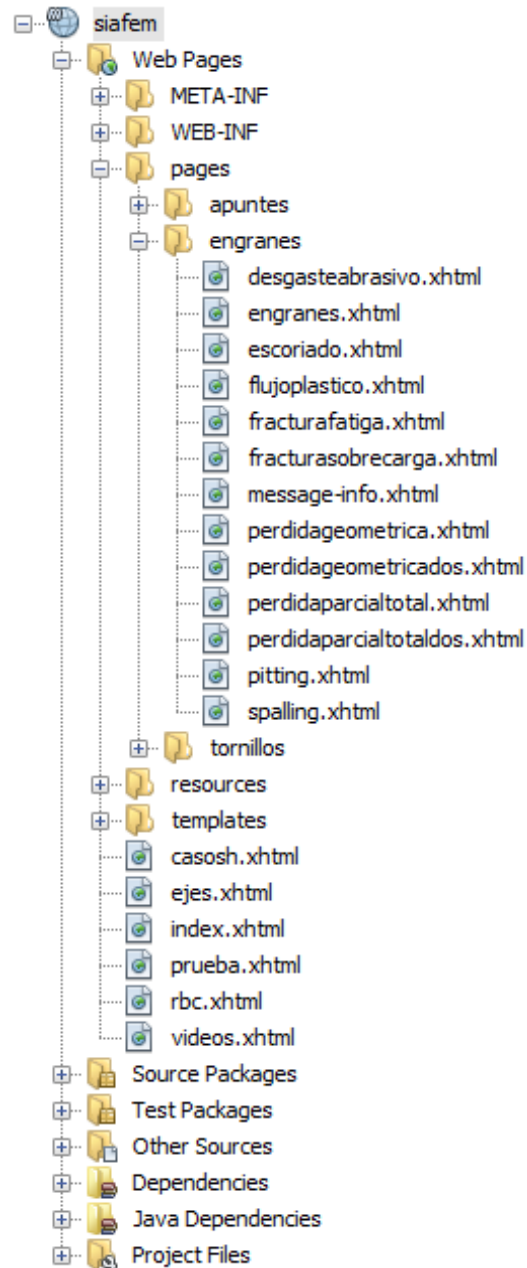 siafem
Web Pages
META-INF
WEB-INF
pages
apuntes
engranes
desgasteabrasivo.xhtml
engranes.xhtml
escoriado.xhtml
flujoplastico.xhtml
fracturafatiga.xhtml
fracturasobrecarga.xhtml
message-info.xhtml
perdidageometrica.xhtml
perdidageometricados.xhtml
perdidaparcialtotal.xhtml
perdidaparcialtotaldos.xhtml
pitting.xhtml
spalling.xhtml
tornillos
resources
templates
casosh.xhtml
ejes.xhtml
index.xhtml
prueba.xhtml
rbc.xhtml
videos.xhtml
Source Packages
Test Packages
Other Sources
Dependencies
Java Dependencies
Project Files